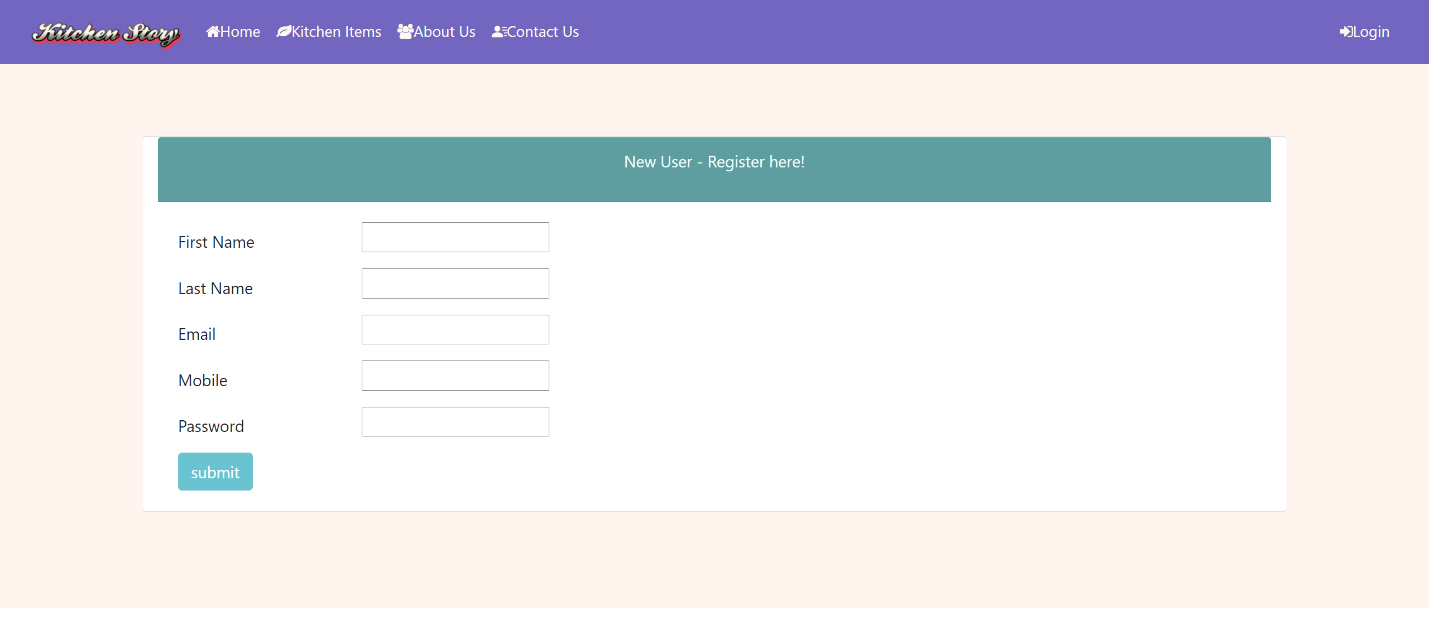 Kitchen Story Home Kitchen Items About Us Contact Us Login
New User - Register here!
First Name
Last Name
Email
Mobile
Password
submit